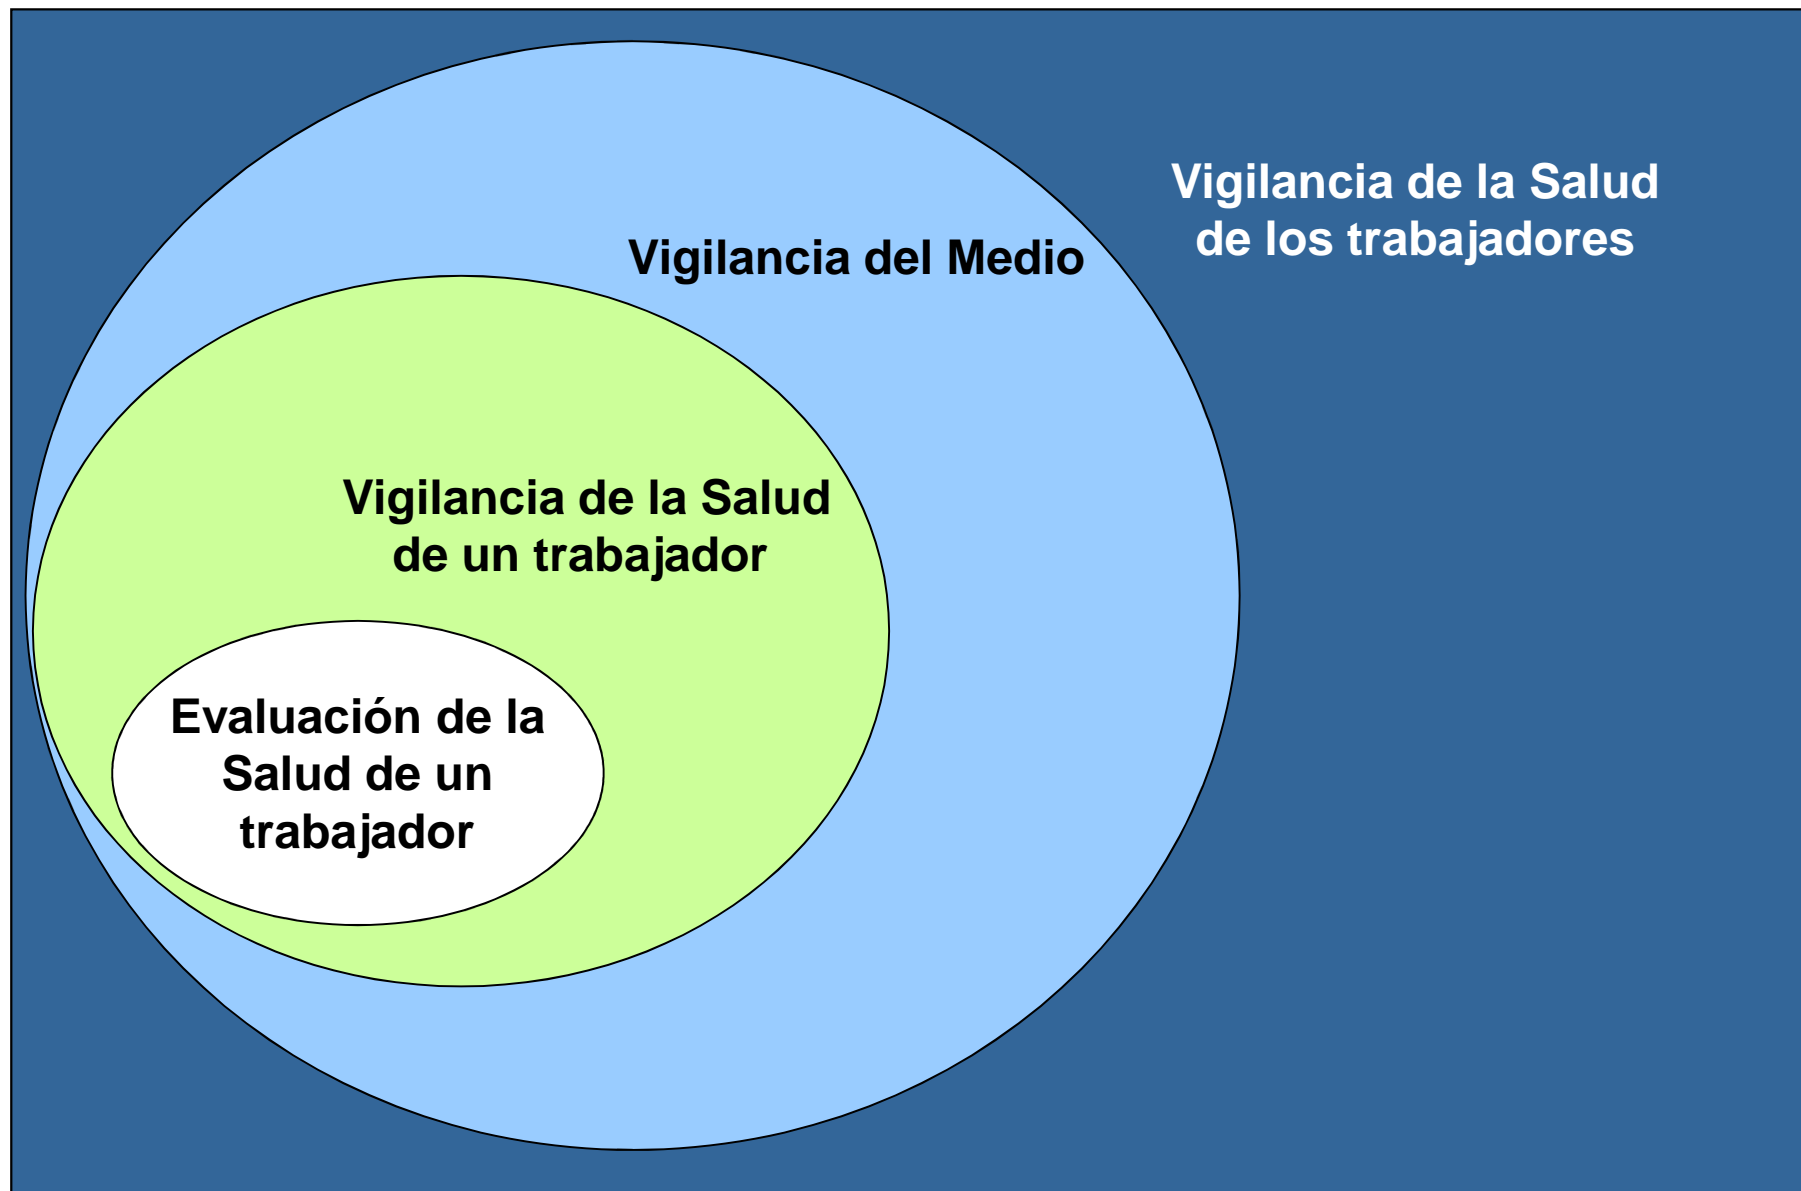 Vigilancia de la Salud
de los trabajadores
Vigilancia del Medio
Vigilancia de la Salud
de un trabajador
Evaluación de la
Salud de un
trabajador